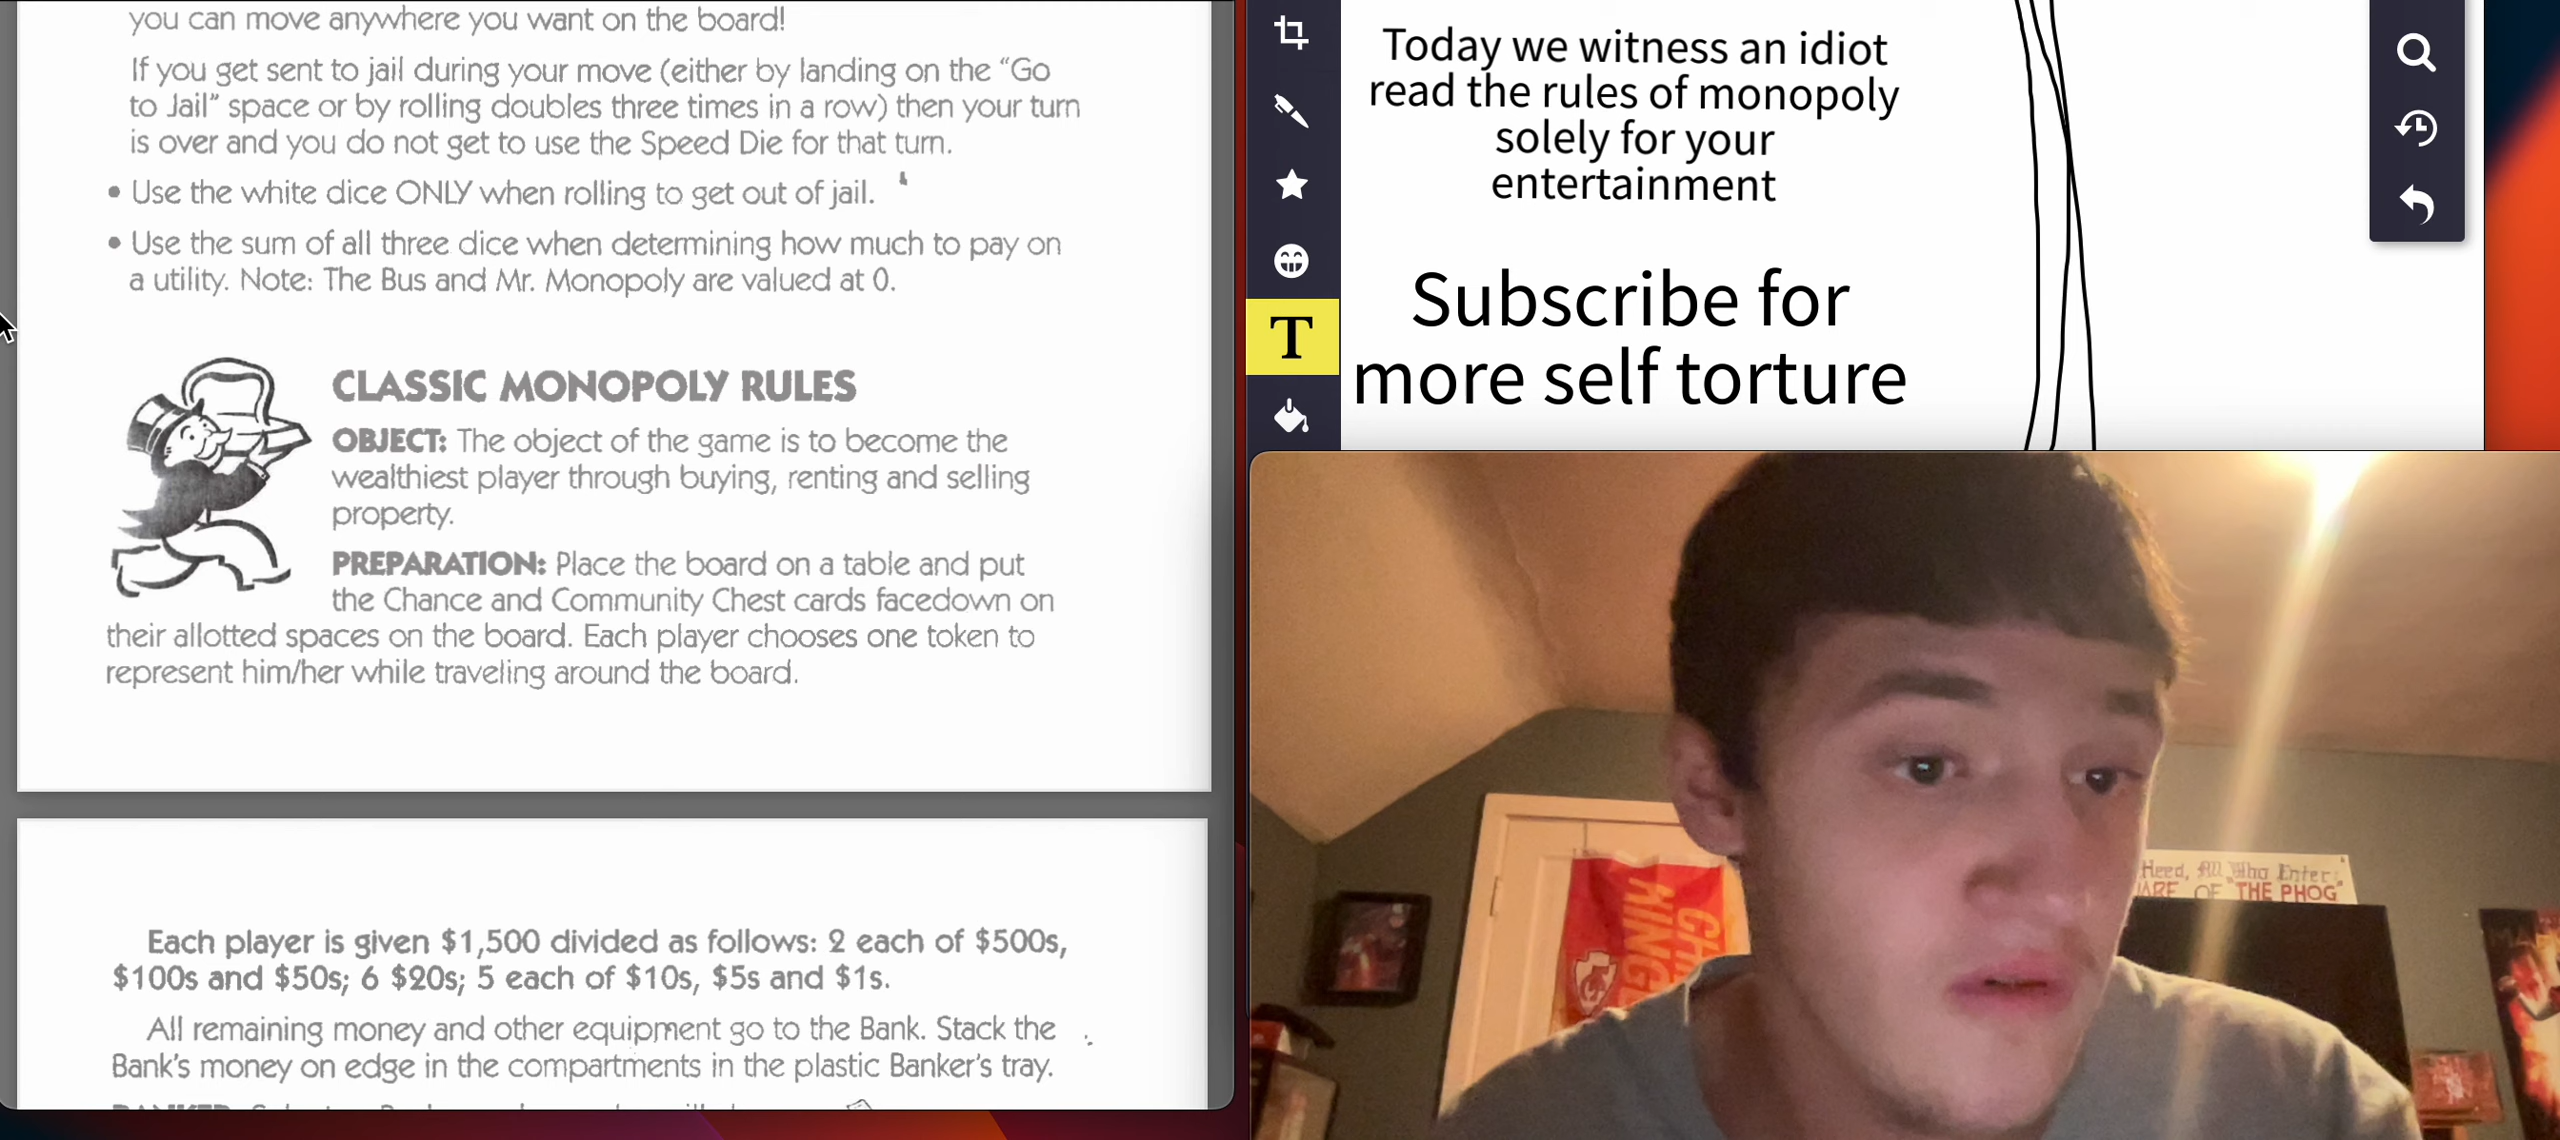 you can move anywhere you want on the board!
If you get sent to jail during your move (either by landing on the "Go
to Jail" space or by rolling doubles three times in a row) then your turn
is over and you do not get to use the Speed Die for that turn.
• Use the white dice ONLY when rolling to get out of jail.
• Use the sum of all three dice when determining how much to pay on
a utility. Note: The Bus and Mr. Monopoly are valued at 0.
CLASSIC MONOPOLY RULES
OBJECT: The object of the game is to become the
wealthiest player through buying, renting and selling
property.
PREPARATION: Place the board on a table and put
the Chance and Community Chest cards facedown on
their allotted spaces on the board. Each player chooses one token to
represent him/her while traveling around the board.
Each player is given $1,500 divided as follows: 2 each of $500s,
$100s and $50s; 6 $20s; 5 each of $10s, $5s and $1s.
All remaining money and other equipment go to the Bank. Stack the
Bank's money on edge in the compartments in the plastic Banker's tray.
Today we witness an idiot
read the rules of monopoly
solely for your
entertainment
Subscribe for
more self torture
T
Heed, All Who Enter:
OF "THE PHOG"